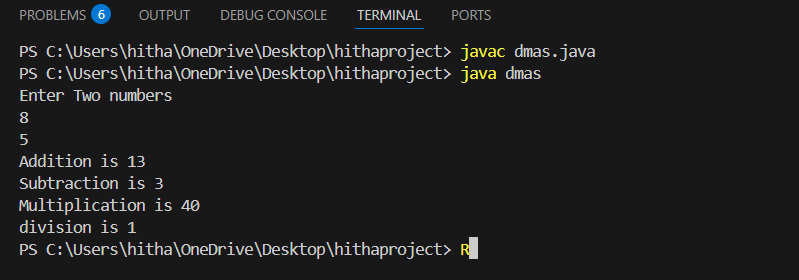 PROBLEMS 6 OUTPUT DEBUG CONSOLE TERMINAL PORTS
PS C:\Users\hitha\OneDrive\Desktop\hithaproject> javac dmas.java
PS C:\Users\hitha\OneDrive\Desktop\hithaproject> java dmas
Enter Two numbers
8
5
Addition is 13
Subtraction is 3
Multiplication is 40
division is 1
PS C:\Users\hitha\OneDrive\Desktop\hithaproject> R